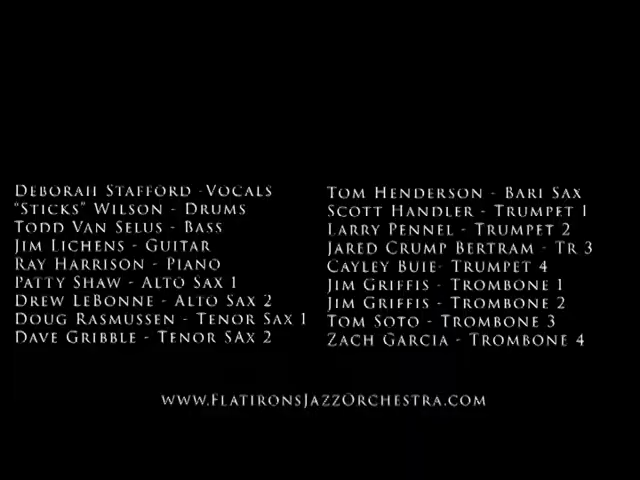 Deborah Stafford -Vocals
"Sticks" Wilson - Drums
Todd Van Selus - Bass
Jim Lichens - Guitar
Ray Harrison - Piano
Patty Shaw - Alto Sax 1
Drew LeBonne - Alto Sax 2
Doug Rasmussen - Tenor Sax 1
Dave Gribble - Tenor SAx 2
Tom Henderson - Bari Sax
Scott Handler - Trumpet 1
Larry Pennel - Trumpet 2
Jared Crump Bertram - Tr 3
Cayley Buie- Trumpet 4
Jim Griffis - Trombone 1
Jim Griffis - Trombone 2
Tom Soto - Trombone 3
Zach Garcia - Trombone 4
www.FlatironsJazzOrchestra.com